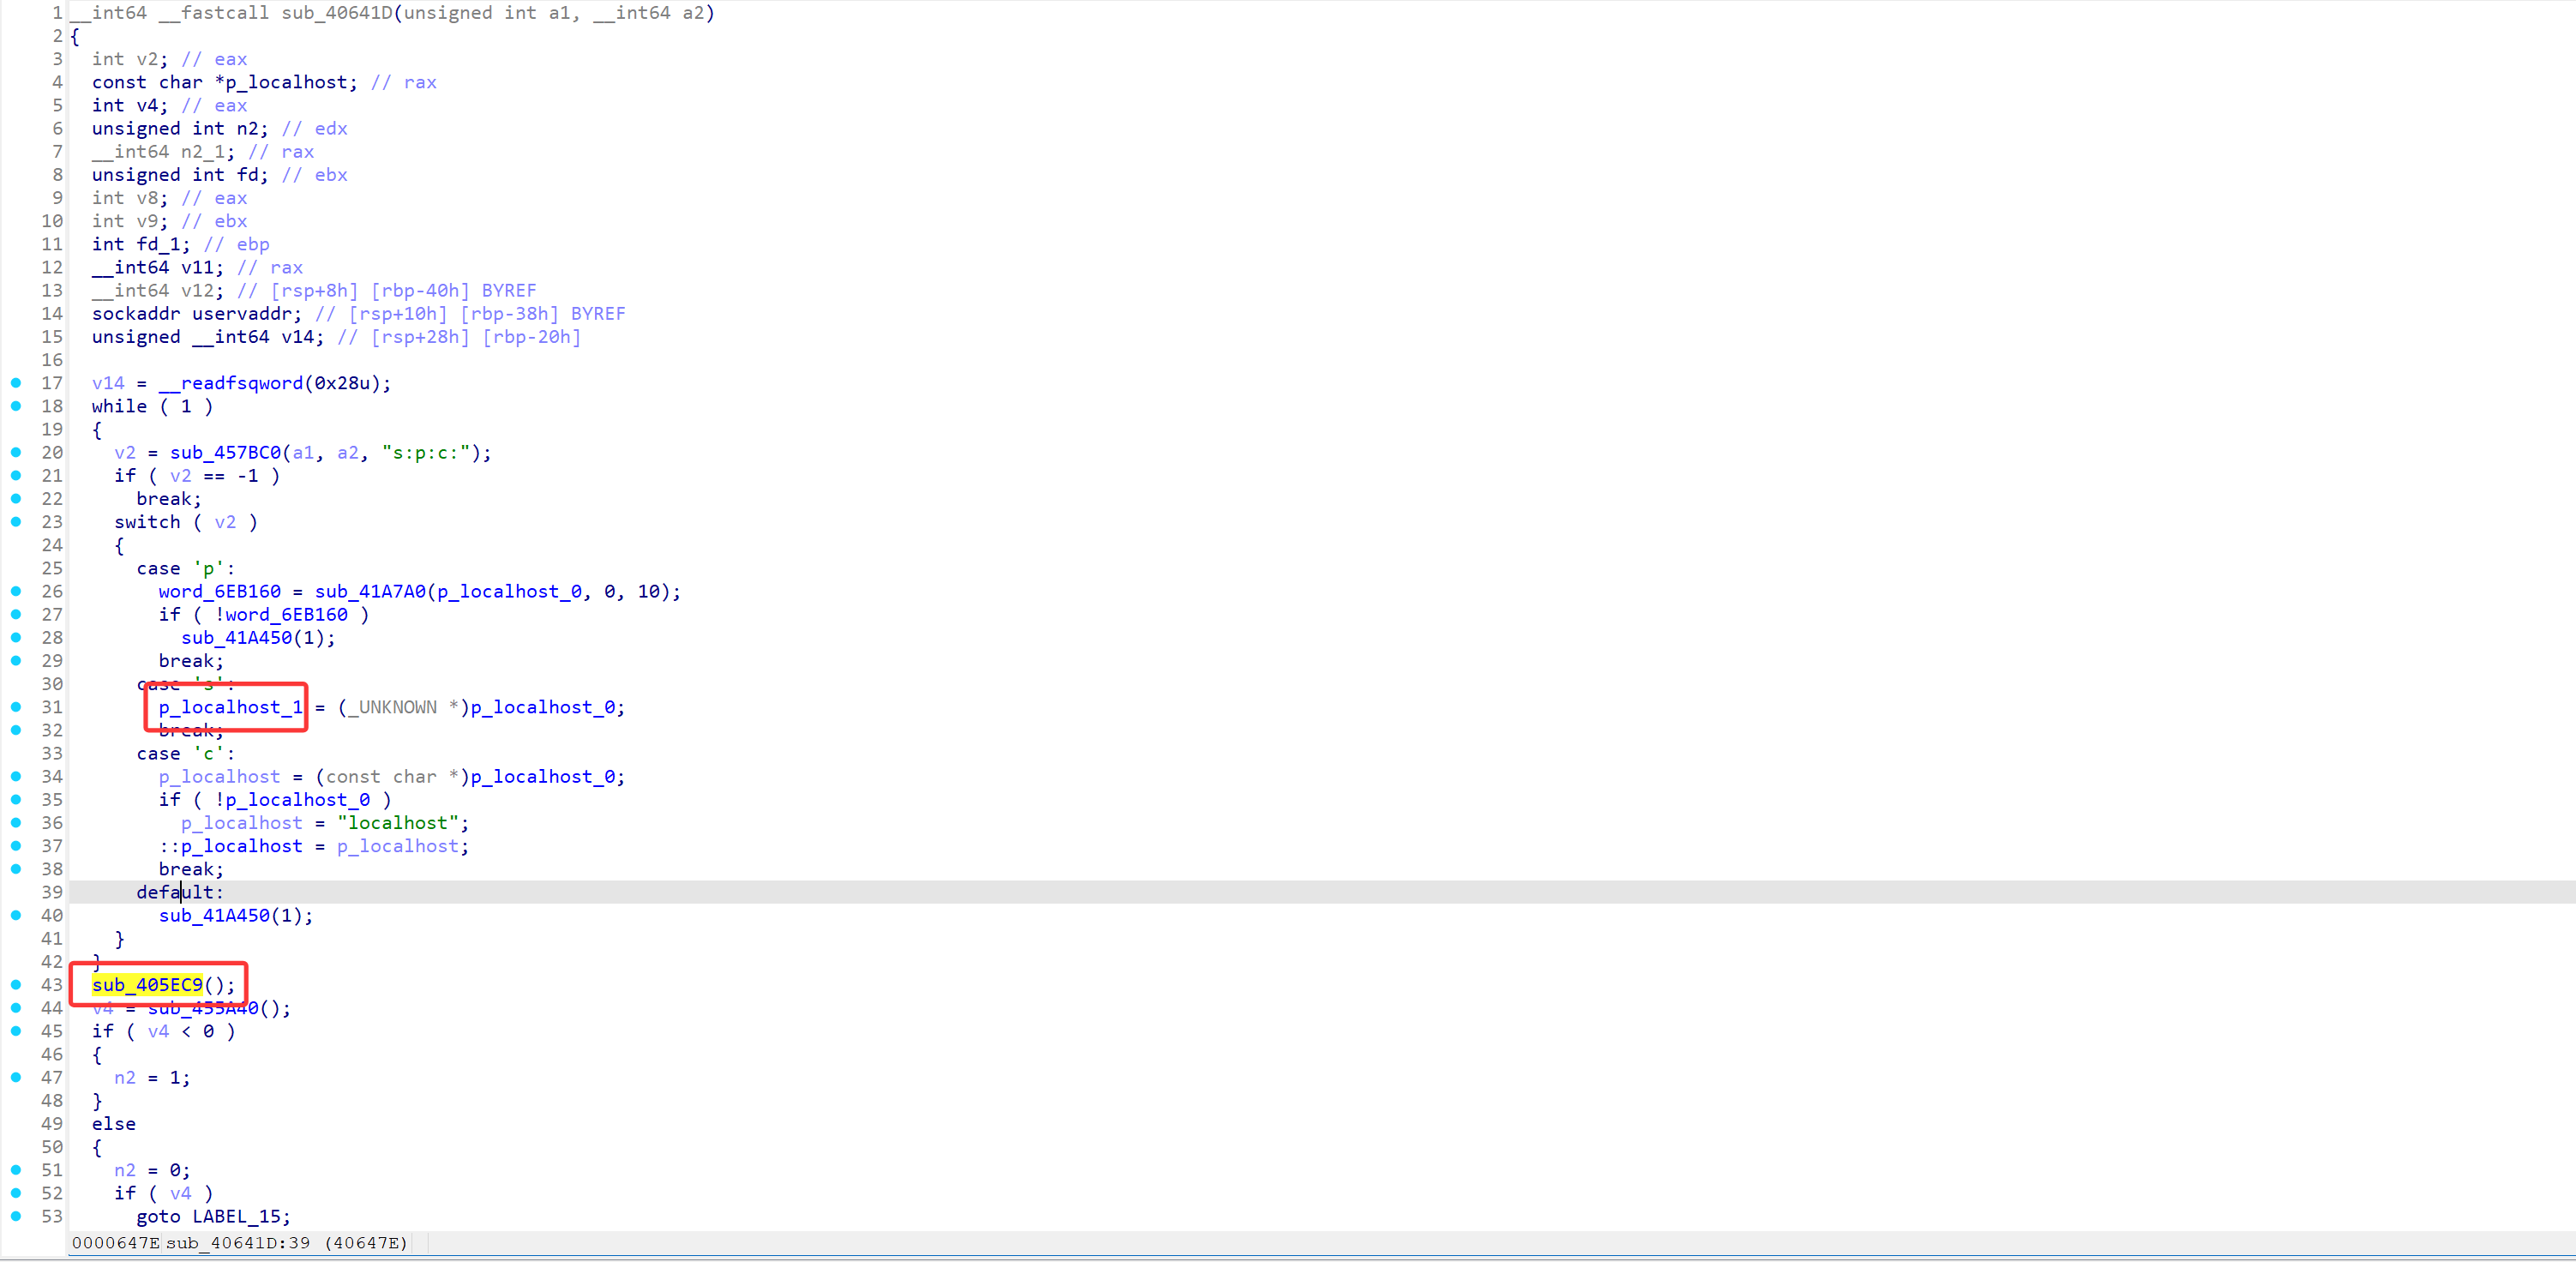 1 __int64 __fastcall sub_40641D(unsigned int a1, __int64 a2)
2 {
3 int v2; // eax
4 const char *p_localhost; // rax
5 int v4; // eax
6 unsigned int n2; // edx
7 __int64 n2_1; // rax
8 unsigned int fd; // ebx
9 int v8; // eax
10 int v9; // ebx
11 int fd_1; // ebp
12 __int64 v11; // rax
13 __int64 v12; // [rsp+8h] [rbp-40h] BYREF
14 sockaddr uservaddr; // [rsp+10h] [rbp-38h] BYREF
15 unsigned __int64 v14; // [rsp+28h] [rbp-20h]
16
17 v14 = __readfsqword(0x28u);
18 while ( 1 )
19 {
20 v2 = sub_457BC0(a1, a2, "s:p:c:");
21 if ( v2 == -1 )
22 break;
23 switch ( v2 )
24 {
25 case 'p':
26 word_6EB160 = sub_41A7A0(p_localhost_0, 0, 10);
27 if ( !word_6EB160 )
28 sub_41A450(1);
29 break;
30 case 's':
31 p_localhost_1 = (_UNKNOWN *)p_localhost_0;
32 break;
33 case 'c':
34 p_localhost = (const char *)p_localhost_0;
35 if ( !p_localhost_0 )
36 p_localhost = "localhost";
37 ::p_localhost = p_localhost;
38 break;
39 default:
40 sub_41A450(1);
41 }
42 }
43 sub_405EC9();
44 v4 = sub_455A40();
45 if ( v4 < 0 )
46 {
47 n2 = 1;
48 }
49 else
50 {
51 n2 = 0;
52 if ( v4 )
53 goto LABEL_15;
0000647E sub_40641D:39 (40647E)